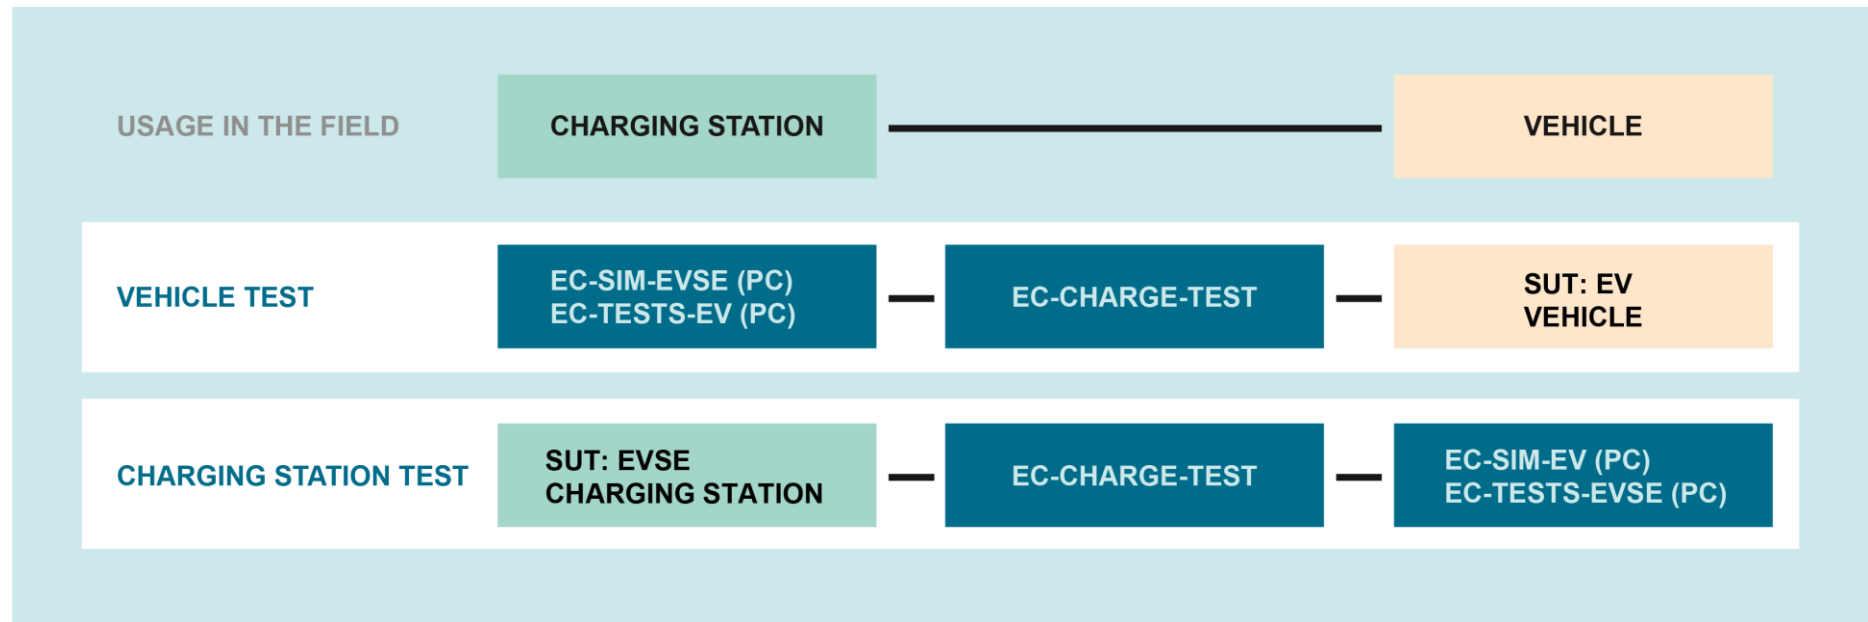 USAGE IN THE FIELD
CHARGING STATION
VEHICLE
VEHICLE TEST
EC-SIM-EVSE (PC)
EC-TESTS-EV (PC)
EC-CHARGE-TEST
SUT: EV
VEHICLE
CHARGING STATION TEST
SUT: EVSE
CHARGING STATION
EC-CHARGE-TEST
EC-SIM-EV (PC)
EC-TESTS-EVSE (PC)